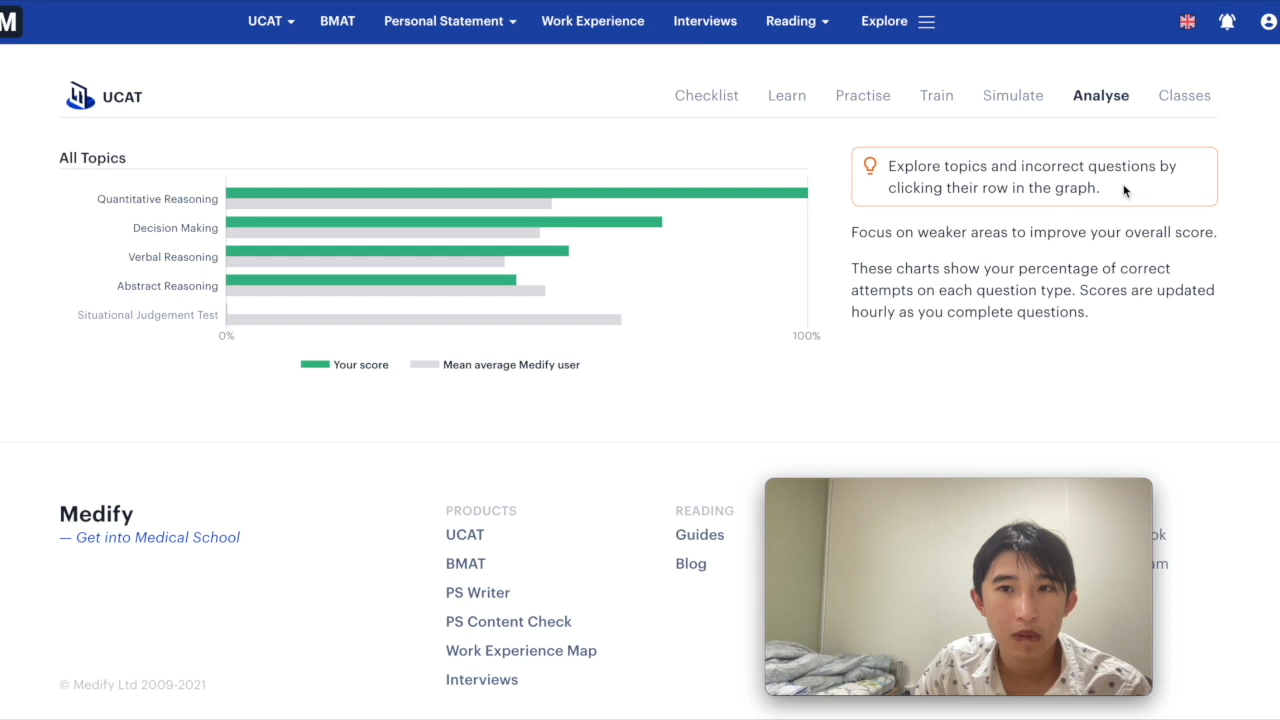 M
UCAT BMAT Personal Statement Work Experience Interviews Reading Explore
UCAT
Checklist Learn Practise Train Simulate Analyse Classes
All Topics
Quantitative Reasoning
Decision Making
Verbal Reasoning
Abstract Reasoning
Situational Judgement Test
0% 100%
Your score Mean average Medify user
Explore topics and incorrect questions by
clicking their row in the graph.
Focus on weaker areas to improve your overall score.
These charts show your percentage of correct
attempts on each question type. Scores are updated
hourly as you complete questions.
Medify
— Get into Medical School
© Medify Ltd 2009-2021
PRODUCTS
UCAT
BMAT
PS Writer
PS Content Check
Work Experience Map
Interviews
READING
Guides
Blog
ok
am